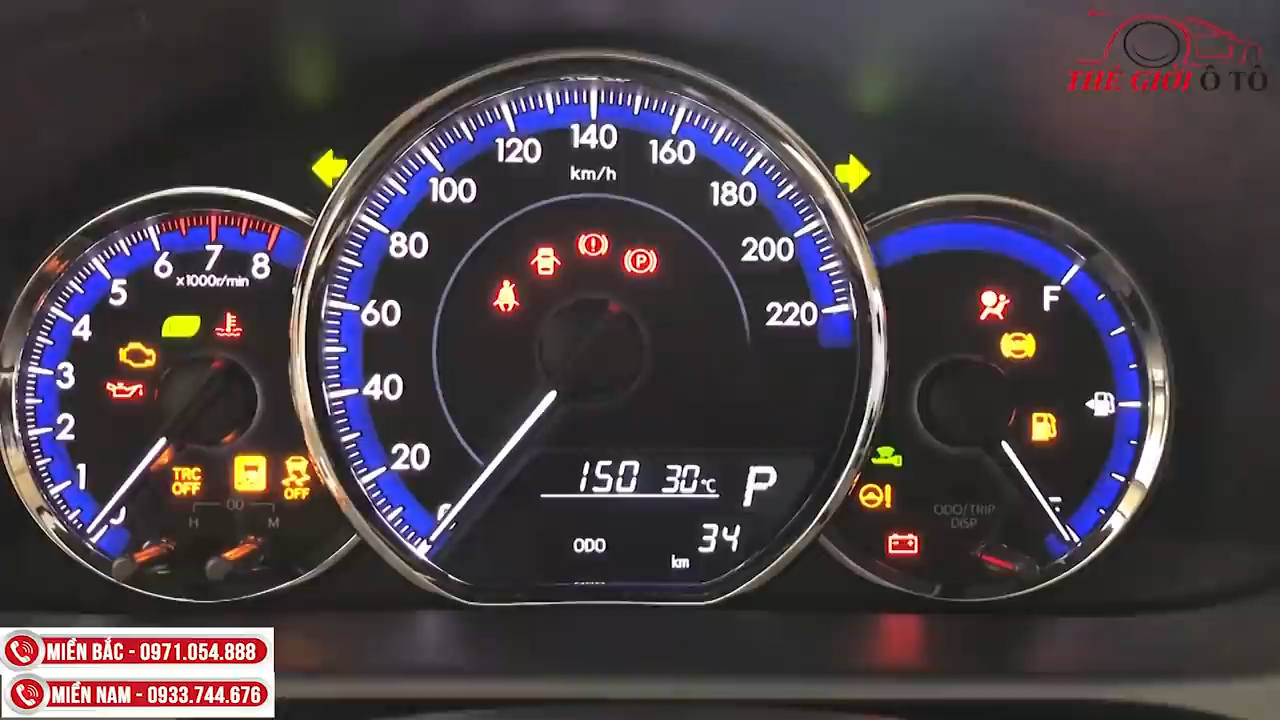 THẾ GIỚI Ô TÔ
140
120
160
km/h
100
180
80
200
6
7
8
x1000r/min
5
60
220
F
4
3
40
2
20
1
TRC
OFF
OFF
150
30°C
P
H
00
M
ODO/TRIP
DISP
ODO
34
km
MIỀN BẮC - 0971.054.888
MIỀN NAM - 0933.744.676